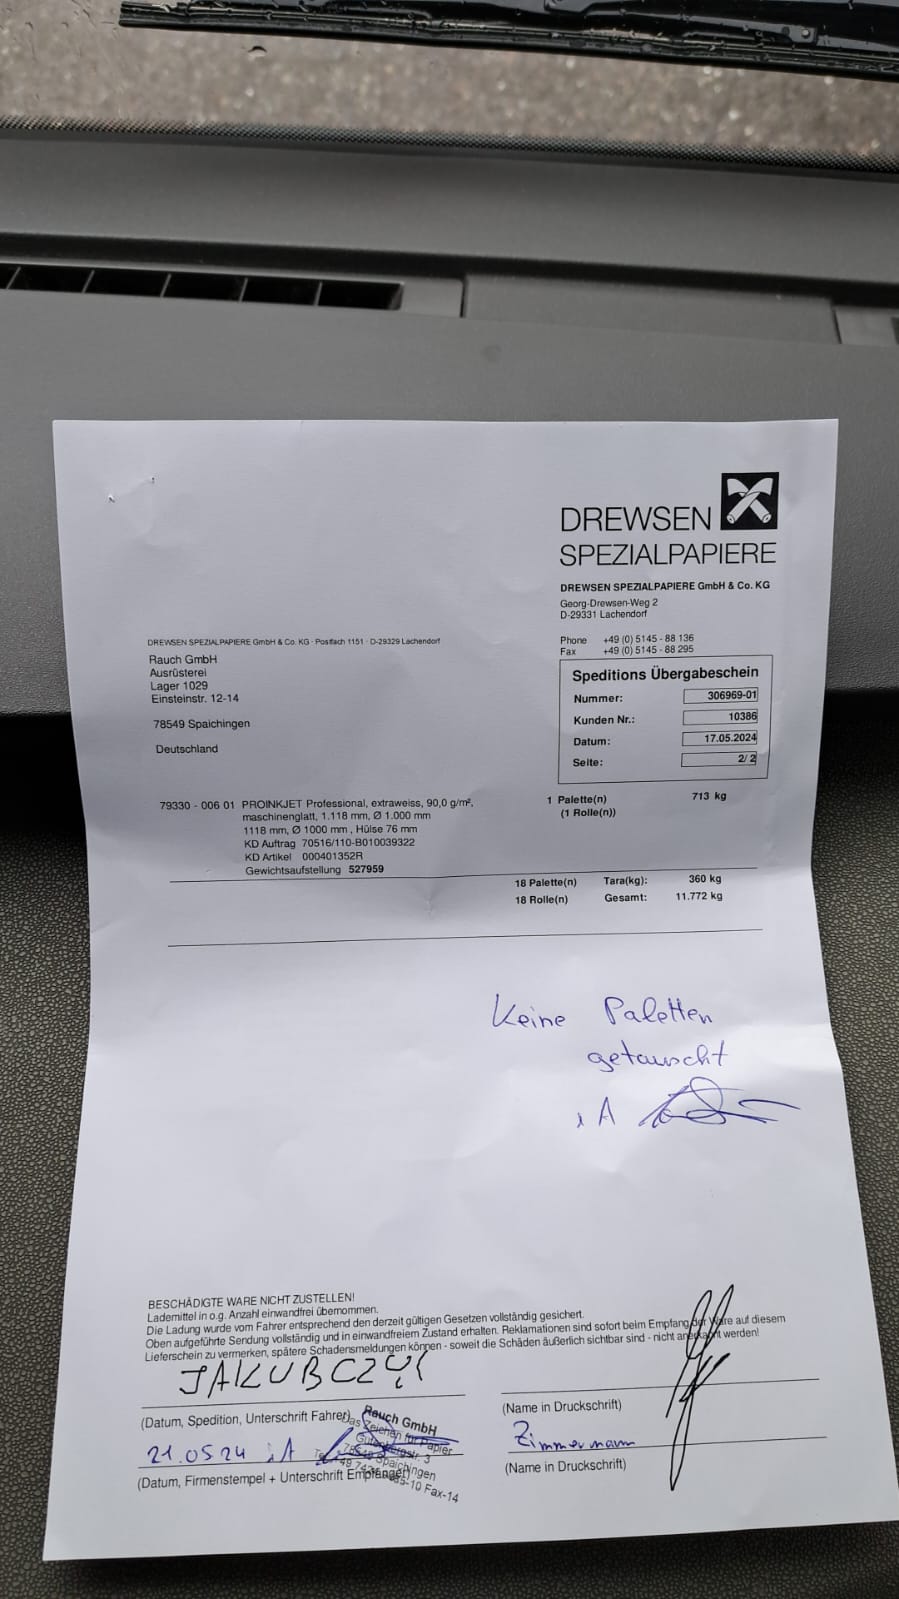 DREWSEN
SPEZIALPAPIERE
DREWSEN SPEZIALPAPIERE GmbH & Co. KG
Georg-Drewsen-Weg 2
D-29331 Lachendorf
Phone +49 (0) 5145 - 88 136
Fax +49 (0) 5145 - 88 295
DREWSEN SPEZIALPAPIERE GmbH & Co. KG · Postfach 1151 · D-29329 Lachendorf
Rauch GmbH
Ausrüsterei
Lager 1029
Einsteinstr. 12-14
78549 Spaichingen
Deutschland
Speditions Übergabeschein
Nummer: 306969-01
Kunden Nr.: 10386
Datum: 17.05.2024
Seite: 2/ 2
79330 - 006 01 PROINKJET Professional, extraweiss, 90,0 g/m², 1 Palette(n) 713 kg
maschinenglatt, 1.118 mm, Ø 1.000 mm (1 Rolle(n))
1118 mm, Ø 1000 mm , Hülse 76 mm
KD Auftrag 70516/110-B010039322
KD Artikel 000401352R
Gewichtsaufstellung 527959
18 Palette(n) Tara(kg): 360 kg
18 Rolle(n) Gesamt: 11.772 kg
Keine Paletten
getauscht
i A
BESCHÄDIGTE WARE NICHT ZUSTELLEN!
Lademittel in o.g. Anzahl einwandfrei übernommen.
Die Ladung wurde vom Fahrer entsprechend den derzeit gültigen Gesetzen vollständig gesichert.
Oben aufgeführte Sendung vollständig und in einwandfreiem Zustand erhalten. Reklamationen sind sofort beim Empfang der Ware auf diesem
Lieferschein zu vermerken, spätere Schadensmeldungen können - soweit die Schäden äußerlich sichtbar sind - nicht anerkannt werden!
(Datum, Spedition, Unterschrift Fahrer)
(Name in Druckschrift)
Rauch GmbH
Das Zeichen für Papier
78549 Spaichingen
21.05.24 i A
Zimmermann
(Datum, Firmenstempel + Unterschrift Empfänger)
(Name in Druckschrift)